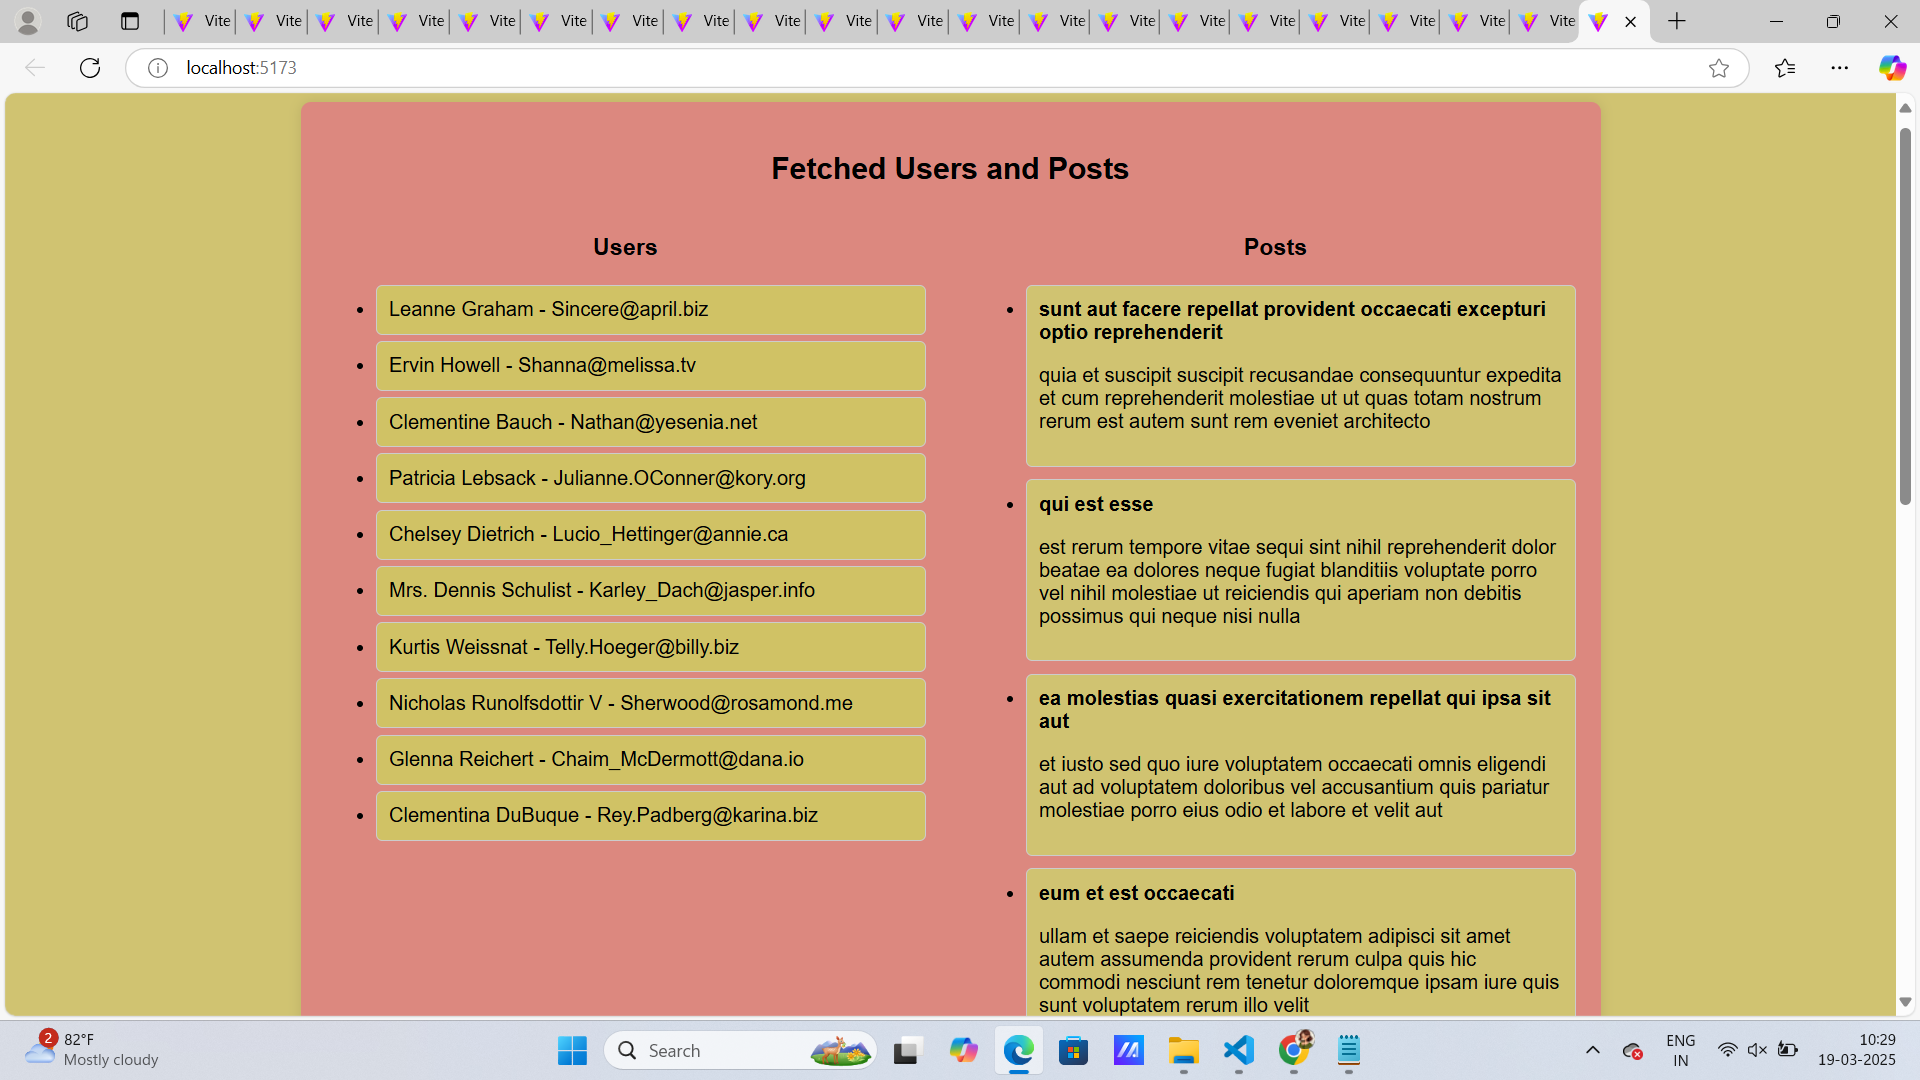 Vite Vite Vite Vite Vite Vite Vite Vite Vite Vite Vite Vite Vite Vite Vite Vite Vite Vite Vite Vite
localhost:5173
Fetched Users and Posts
Users
Leanne Graham - Sincere@april.biz
Ervin Howell - Shanna@melissa.tv
Clementine Bauch - Nathan@yesenia.net
Patricia Lebsack - Julianne.OConner@kory.org
Chelsey Dietrich - Lucio_Hettinger@annie.ca
Mrs. Dennis Schulist - Karley_Dach@jasper.info
Kurtis Weissnat - Telly.Hoeger@billy.biz
Nicholas Runolfsdottir V - Sherwood@rosamond.me
Glenna Reichert - Chaim_McDermott@dana.io
Clementina DuBuque - Rey.Padberg@karina.biz
Posts
sunt aut facere repellat provident occaecati excepturi
optio reprehenderit
quia et suscipit suscipit recusandae consequuntur expedita
et cum reprehenderit molestiae ut ut quas totam nostrum
rerum est autem sunt rem eveniet architecto
qui est esse
est rerum tempore vitae sequi sint nihil reprehenderit dolor
beatae ea dolores neque fugiat blanditiis voluptate porro
vel nihil molestiae ut reiciendis qui aperiam non debitis
possimus qui neque nisi nulla
ea molestias quasi exercitationem repellat qui ipsa sit
aut
et iusto sed quo iure voluptatem occaecati omnis eligendi
aut ad voluptatem doloribus vel accusantium quis pariatur
molestiae porro eius odio et labore et velit aut
eum et est occaecati
ullam et saepe reiciendis voluptatem adipisci sit amet
autem assumenda provident rerum culpa quis hic
commodi nesciunt rem tenetur doloremque ipsam iure quis
sunt voluptatem rerum illo velit
2
82°F
Mostly cloudy
Search
ENG
IN
10:29
19-03-2025